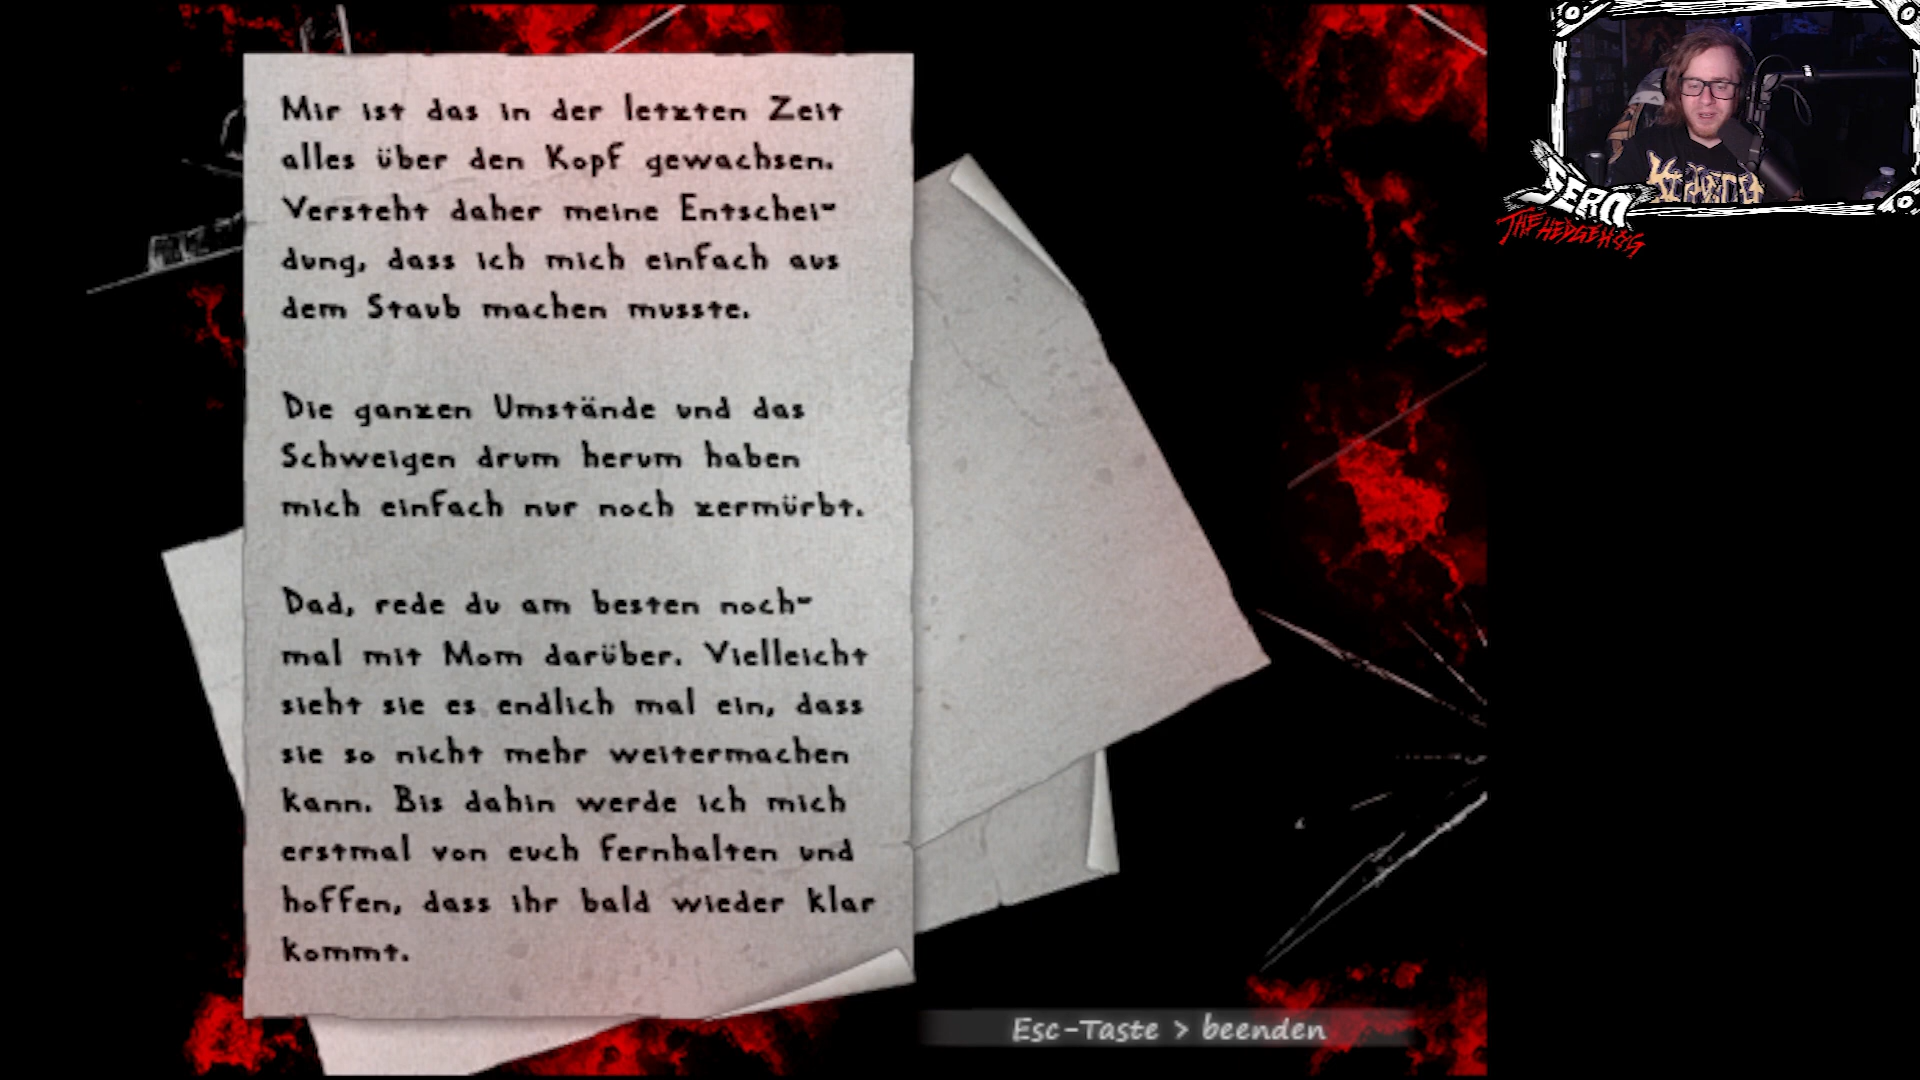 Mir ist das in der letzten Zeit
alles über den Kopf gewachsen.
Versteht daher meine Entschei-
dung, dass ich mich einfach aus
dem Staub machen musste.
Die ganzen Umstände und das
Schweigen drum herum haben
mich einfach nur noch zermürbt.
Dad, rede du am besten noch-
mal mit Mom darüber. Vielleicht
sieht sie es endlich mal ein, dass
sie so nicht mehr weitermachen
kann. Bis dahin werde ich mich
erstmal von euch fernhalten und
hoffen, dass ihr bald wieder klar
kommt.
Esc-Taste > beenden
SERO
THE HEDGEHOG